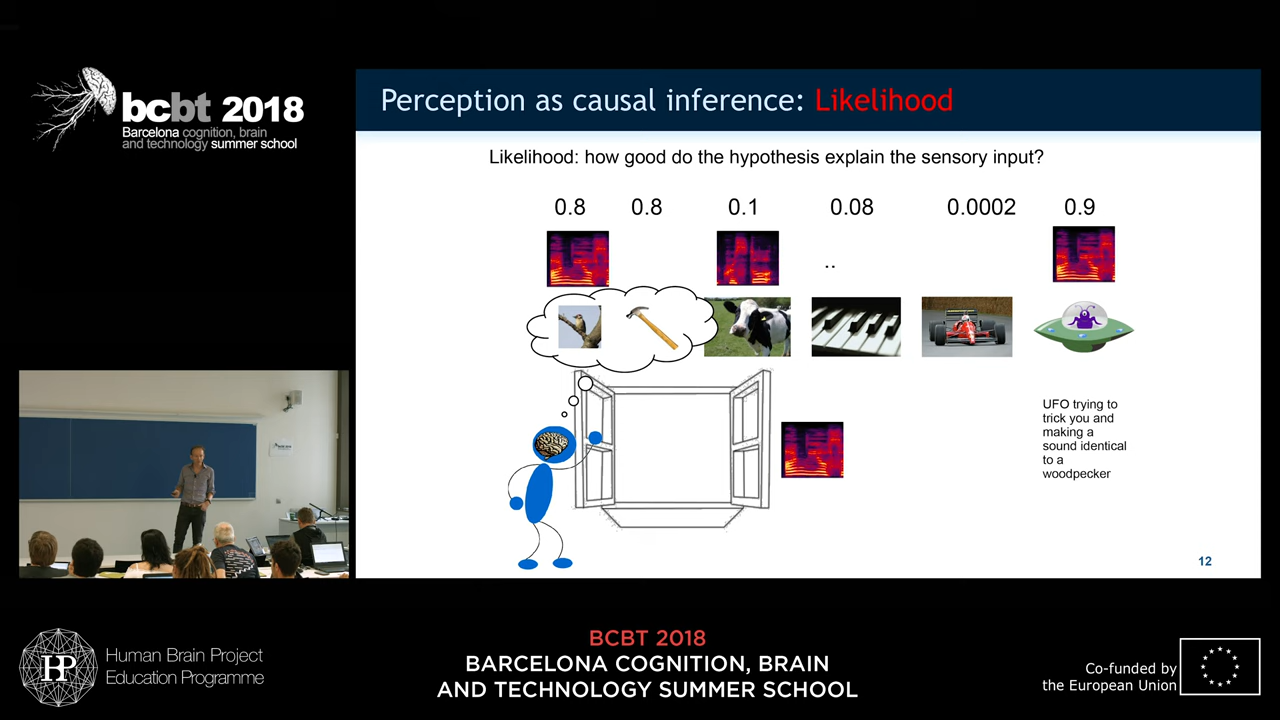 bcbt 2018
Barcelona cognition, brain
and technology summer school
Perception as causal inference: Likelihood
Likelihood: how good do the hypothesis explain the sensory input?
0.8 0.8 0.1 0.08 0.0002 0.9
..
UFO trying to
trick you and
making a
sound identical
to a
woodpecker
12
HP
Human Brain Project
Education Programme
BCBT 2018
BARCELONA COGNITION, BRAIN
AND TECHNOLOGY SUMMER SCHOOL
Co-funded by
the European Union